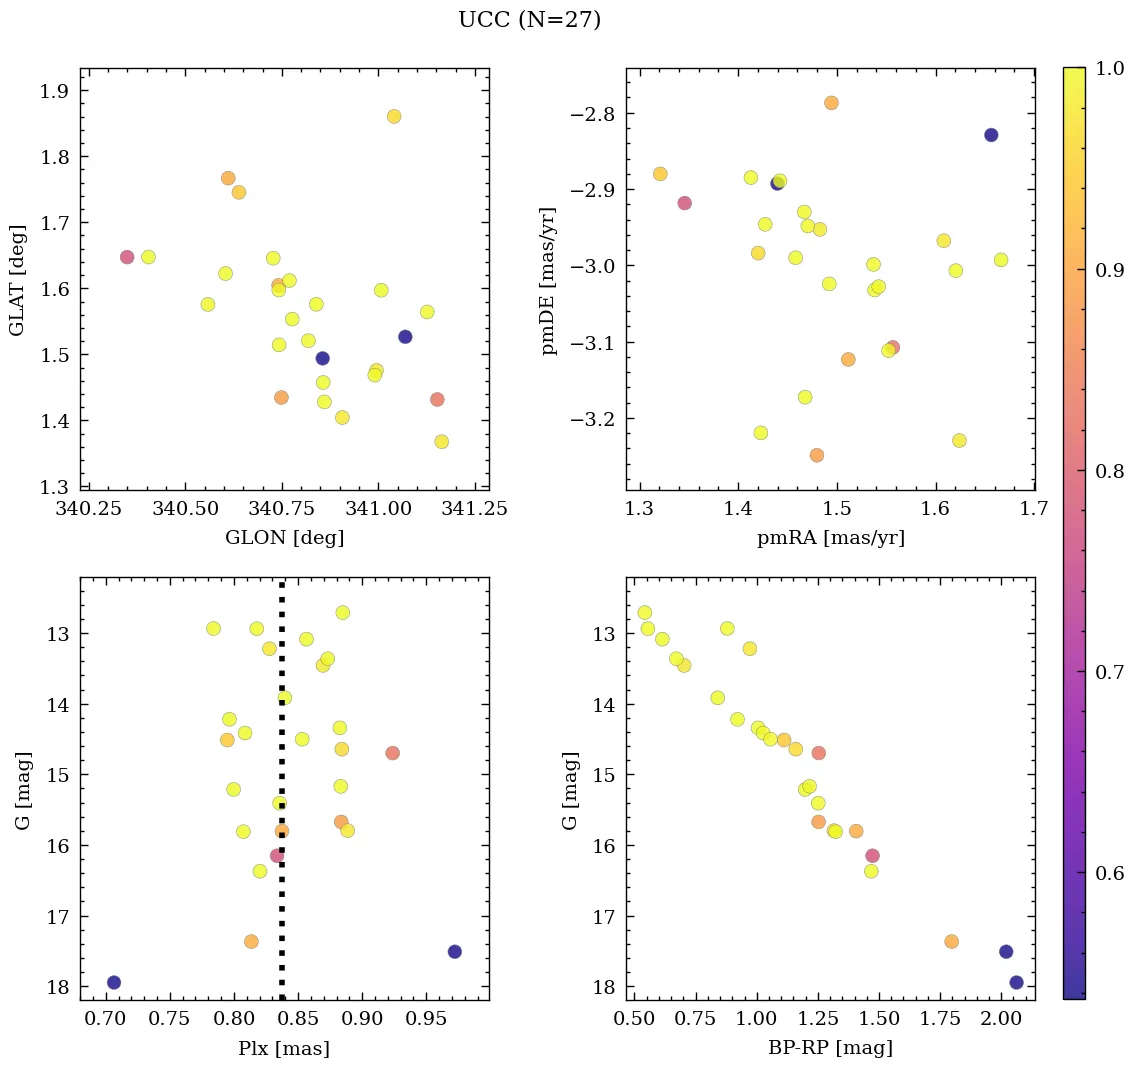 UCC (N=27)
1.9
1.8
1.7
1.6
1.5
1.4
1.3
GLAT [deg]
340.25 340.50 340.75 341.00 341.25
GLON [deg]
−2.8
−2.9
−3.0
−3.1
−3.2
pmDE [mas/yr]
1.3 1.4 1.5 1.6 1.7
pmRA [mas/yr]
13
14
15
16
17
18
G [mag]
0.70 0.75 0.80 0.85 0.90 0.95
Plx [mas]
13
14
15
16
17
18
G [mag]
0.50 0.75 1.00 1.25 1.50 1.75 2.00
BP-RP [mag]
1.0
0.9
0.8
0.7
0.6